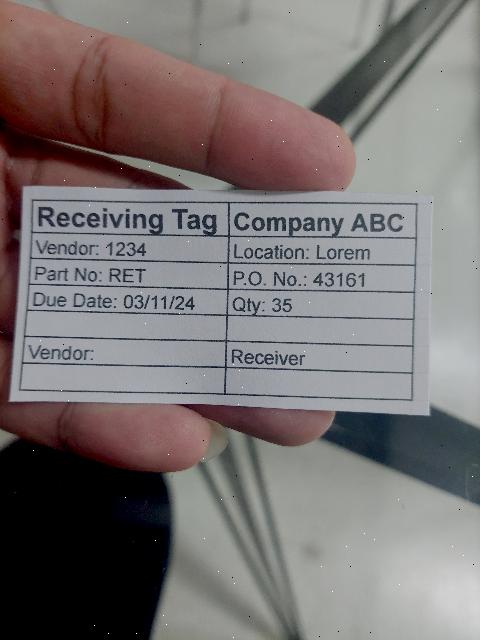 Receiving Tag Company ABC
Vendor: 1234 Location: Lorem
Part No: RET P.O. No.: 43161
Due Date: 03/11/24 Qty: 35
Vendor: Receiver